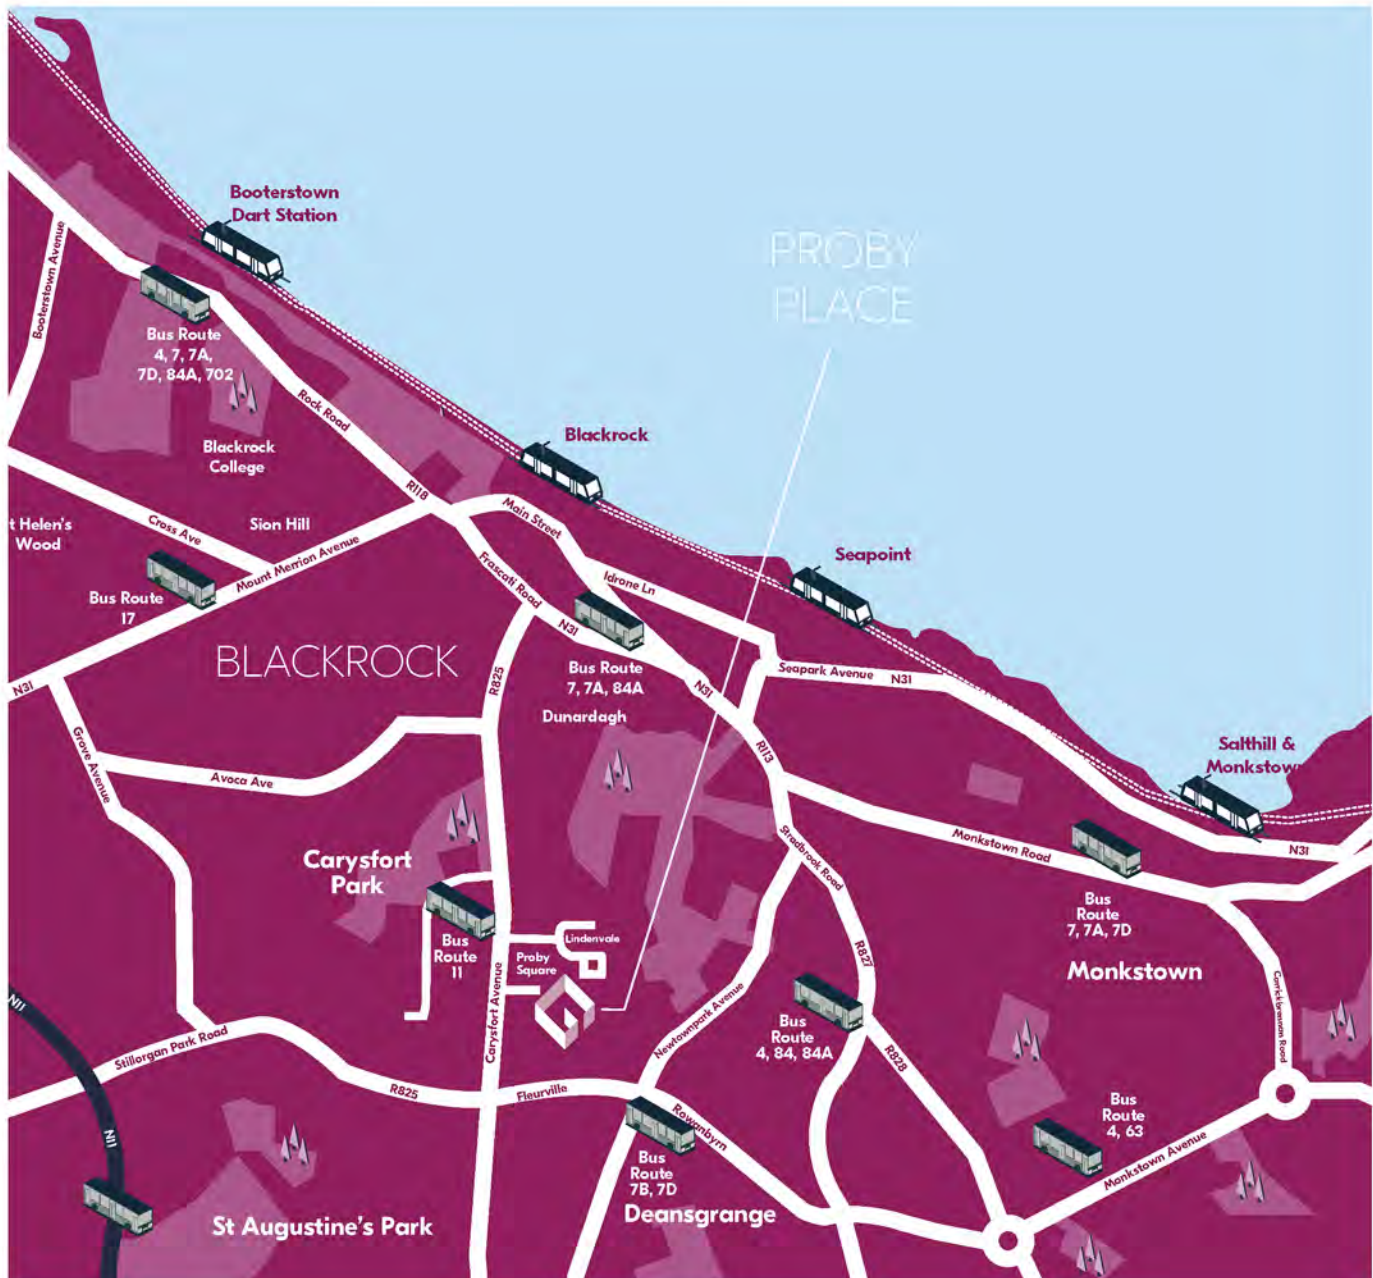 Booterstown
Dart Station
PROBY
PLACE
Booterstown Avenue
Bus Route
4, 7, 7A,
7D, 84A, 702
Rock Road
Blackrock
Blackrock
College
R118
Main Street
t Helen's
Wood
Cross Ave
Sion Hill
Mount Merrion Avenue
Frascati Road
Idrone Ln
Seapoint
Bus Route
17
N31
Bus Route
7, 7A, 84A
BLACKROCK
R825
N31
N31
Seapark Avenue
N31
Dunardagh
Grove Avenue
Avoca Ave
R113
Salthill &
Monkstow
Stradbrook Road
Monkstown Road
N31
Carysfort
Park
Bus
Route
11
Lindenvale
Proby
Square
Carysfort Avenue
R827
Bus
Route
7, 7A, 7D
Monkstown
Carrickbrennan Road
N11
Newtownpark Avenue
Bus
Route
4, 84, 84A
Stillorgan Park Road
R825
Fleurville
R828
Rowanbyrn
Bus
Route
4, 63
N11
Monkstown Avenue
Bus
Route
7B, 7D
Deansgrange
St Augustine's Park